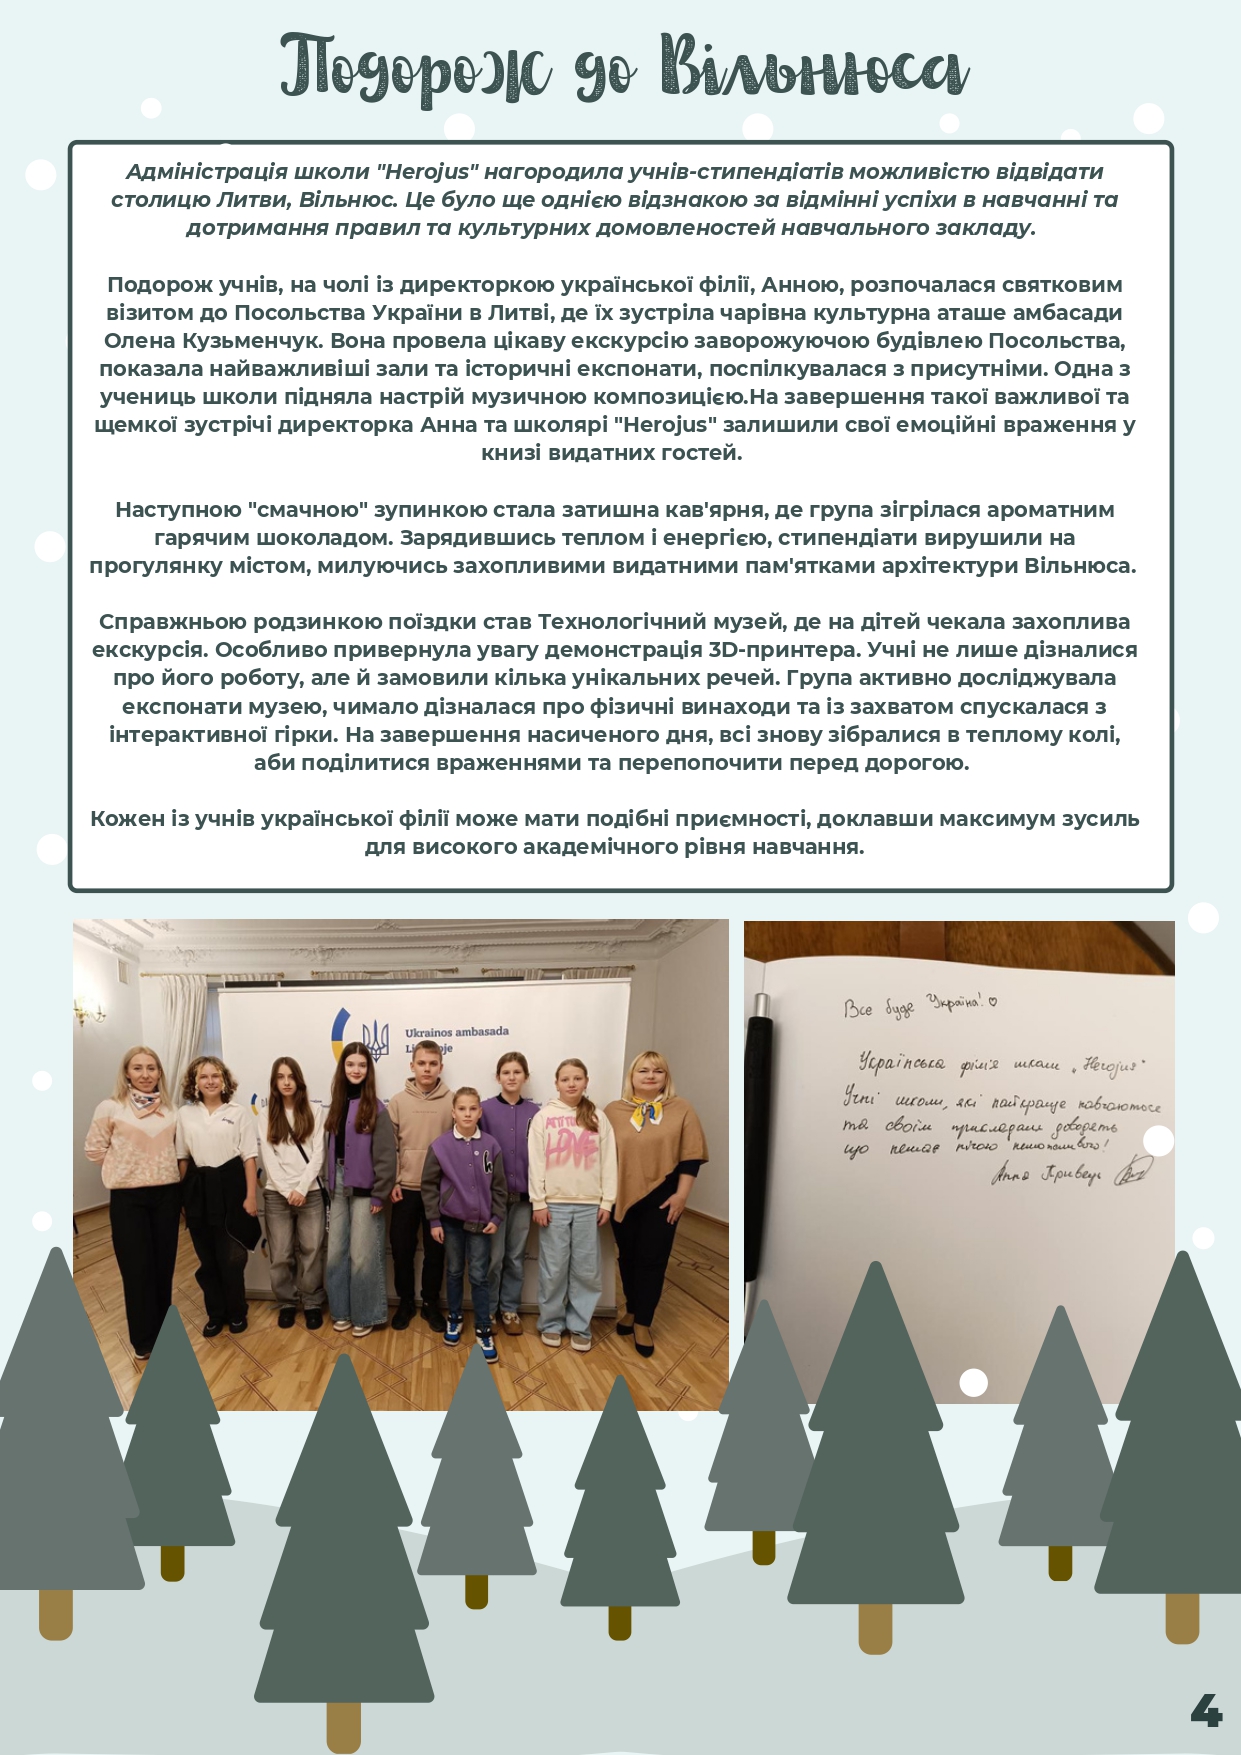 Подорож до Вільнюса
Адміністрація школи "Herojus" нагородила учнів-стипендіатів можливістю відвідати
столицю Литви, Вільнюс. Це було ще однією відзнакою за відмінні успіхи в навчанні та
дотримання правил та культурних домовленостей навчального закладу.
Подорож учнів, на чолі із директоркою української філії, Анною, розпочалася святковим
візитом до Посольства України в Литві, де їх зустріла чарівна культурна аташе амбасади
Олена Кузьменчук. Вона провела цікаву екскурсію заворожуючою будівлею Посольства,
показала найважливіші зали та історичні експонати, поспілкувалася з присутніми. Одна з
учениць школи підняла настрій музичною композицією.На завершення такої важливої та
щемкої зустрічі директорка Анна та школярі "Herojus" залишили свої емоційні враження у
книзі видатних гостей.
Наступною "смачною" зупинкою стала затишна кав'ярня, де група зігрілася ароматним
гарячим шоколадом. Зарядившись теплом і енергією, стипендіати вирушили на
прогулянку містом, милуючись захопливими видатними пам'ятками архітектури Вільнюса.
Справжньою родзинкою поїздки став Технологічний музей, де на дітей чекала захоплива
екскурсія. Особливо привернула увагу демонстрація 3D-принтера. Учні не лише дізналися
про його роботу, але й замовили кілька унікальних речей. Група активно досліджувала
експонати музею, чимало дізналася про фізичні винаходи та із захватом спускалася з
інтерактивної гірки. На завершення насиченого дня, всі знову зібралися в теплому колі,
аби поділитися враженнями та перепопочити перед дорогою.
Кожен із учнів української філії може мати подібні приємності, доклавши максимум зусиль
для високого академічного рівня навчання.
Ukrainos ambasada
LOVE
Все буде Україна! ♡
Українська філія школи „Herojus"
Учні школи, які найкраще навчаються
та своїм прикладом доводять
що немає нічого неможливого!
Анна Кривець
4